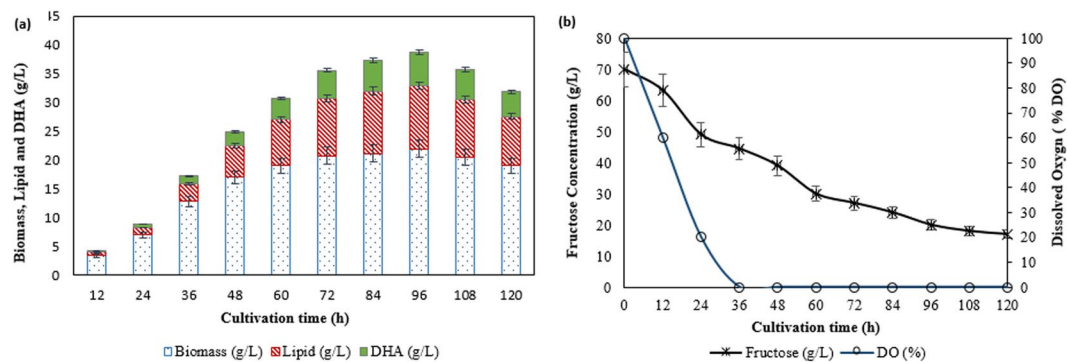 (a)
Biomass, Lipid and DHA (g/L)
45
40
35
30
25
20
15
10
5
0
12 24 36 48 60 72 84 96 108 120
Cultivation time (h)
Biomass (g/L) Lipid (g/L) DHA (g/L)
(b)
Fructose Concentration (g/L)
80
70
60
50
40
30
20
10
0
100
90
80
70
60
50
40
30
20
10
0
Dissolved Oxygn ( % DO)
0 12 24 36 48 60 72 84 96 108 120
Cultivation time (h)
Fructose (g/L) DO (%)